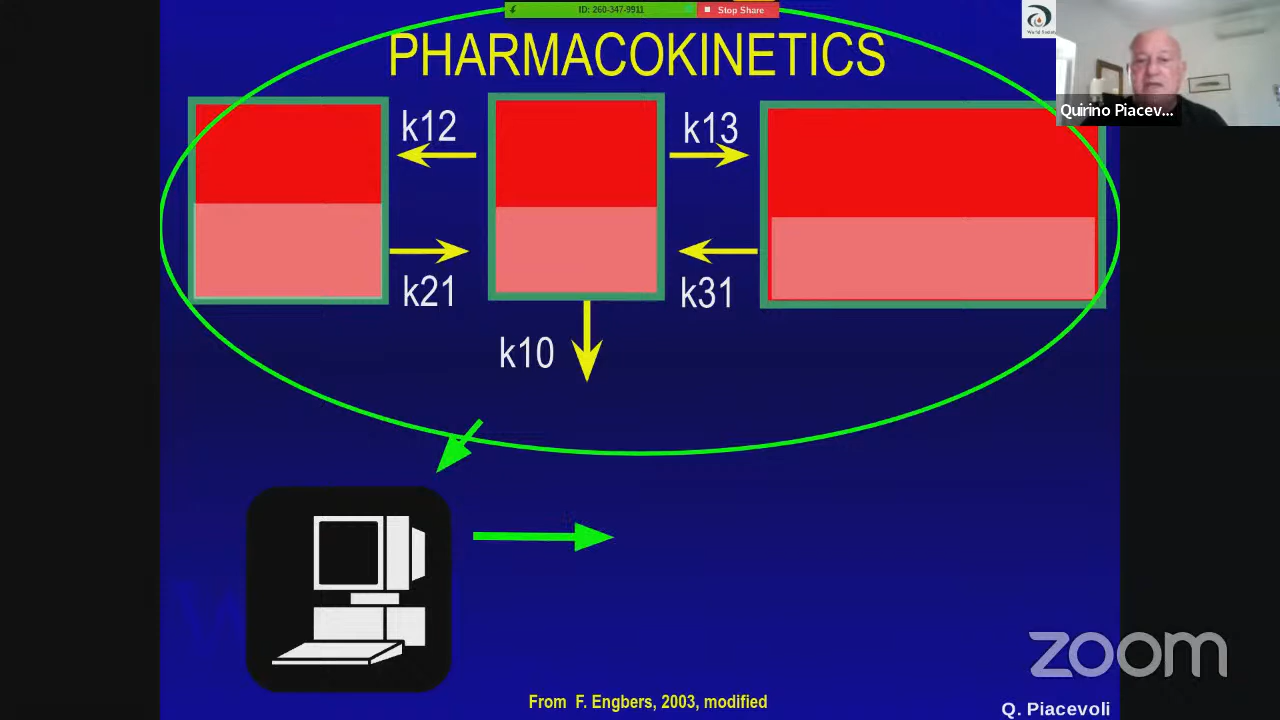 ID: 260-347-9911
Stop Share
PHARMACOKINETICS
Quirino Piacev...
k12
k13
k21
k31
k10
zoom
From F. Engbers, 2003, modified
Q. Piacevoli